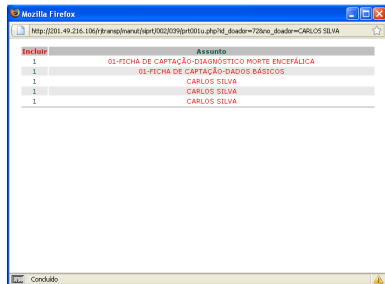 Mozilla Firefox
http://201.49.216.106/rjtransp/manut/siprt/002/039/prt001u.php?id_doador=728&no_doador=CARLOS SILVA
Incluir Assunto
1 01-FICHA DE CAPTAÇÃO-DIAGNÓSTICO MORTE ENCEFÁLICA
1 01-FICHA DE CAPTAÇÃO-DADOS BÁSICOS
1 CARLOS SILVA
1 CARLOS SILVA
1 CARLOS SILVA
Concluído